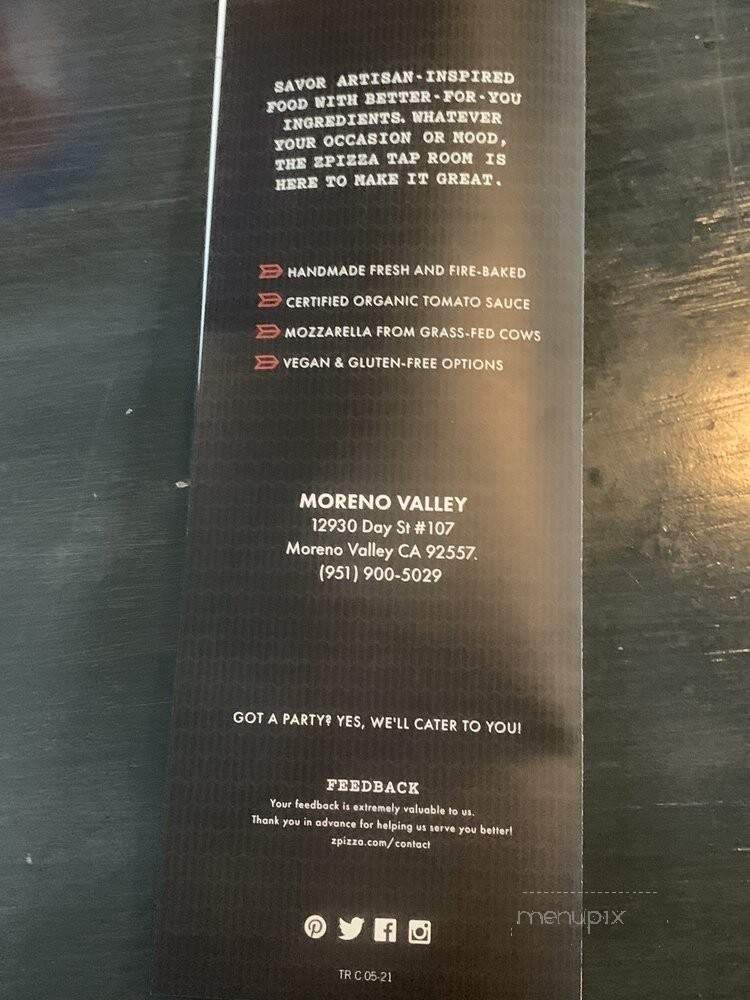 SAVOR ARTISAN-INSPIRED
FOOD WITH BETTER-FOR-YOU
INGREDIENTS. WHATEVER
YOUR OCCASION OR MOOD,
THE ZPIZZA TAP ROOM IS
HERE TO MAKE IT GREAT.
HANDMADE FRESH AND FIRE-BAKED
CERTIFIED ORGANIC TOMATO SAUCE
MOZZARELLA FROM GRASS-FED COWS
VEGAN & GLUTEN-FREE OPTIONS
MORENO VALLEY
12930 Day St #107
Moreno Valley CA 92557.
(951) 900-5029
GOT A PARTY? YES, WE'LL CATER TO YOU!
FEEDBACK
Your feedback is extremely valuable to us.
Thank you in advance for helping us serve you better!
zpizza.com/contact
menupix
TR C 05-21